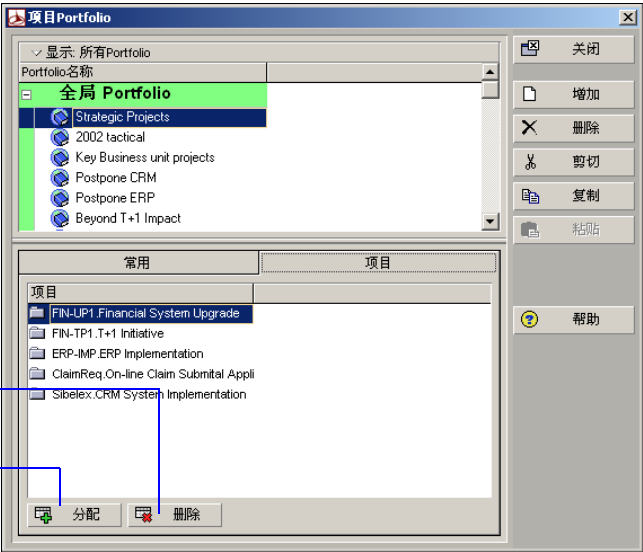 项目Portfolio
显示: 所有Portfolio
Portfolio名称
全局 Portfolio
Strategic Projects
2002 tactical
Key Business unit projects
Postpone CRM
Postpone ERP
Beyond T+1 Impact
常用
项目
项目
FIN-UP1.Financial System Upgrade
FIN-TP1.T+1 Initiative
ERP-IMP.ERP Implementation
ClaimReq.On-line Claim Submital Appli
Sibelex.CRM System Implementation
分配
删除
关闭
增加
删除
剪切
复制
粘贴
帮助